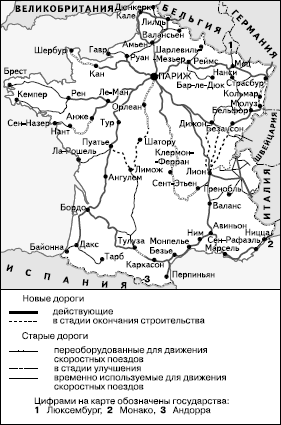 ВЕЛИКОБРИТАНИЯ
Дюнкерк
Кале
БЕЛЬГИЯ
ГЕРМАНИЯ
Лилль
Валансьен
1
Амьен
Шарлевиль-
Мезьер
Шербур
Гавр
Руан
Реймс
Мец
Кан
ПАРИЖ
Нанси
Бар-ле-Дюк
Страсбур
Брест
Кольмар
Кемпер
Рен
Ле-Ман
Мюлуз
Орлеан
Бельфор
Сен-Назер
Анже
Тур
Дижон
Безансон
Нант
ШВЕЙЦАРИЯ
Пуатье
Шатору
Ла-Рошель
Клермон-
Ферран
Лимож
Лион
ИТАЛИЯ
Ангулем
Сент-Этьен
Гренобль
Валанс
Бордо
Авиньон
Ним
Ницца
Дакс
Тулуза
Монпелье
Сен-Рафаэль
2
Байонна
Безье
Марсель
Тарб
Каркасон
ИСПАНИЯ
3
Перпиньян
Новые дороги
действующие
в стадии окончания строительства
Старые дороги
переоборудованные для движения
скоростных поездов
в стадии улучшения
временно используемые для движения
скоростных поездов
Цифрами на карте обозначены государства:
1 Люксембург, 2 Монако, 3 Андорра